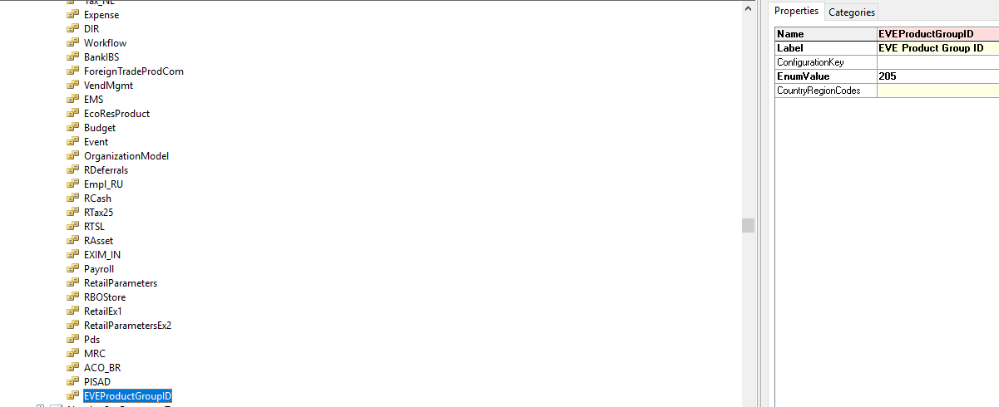 Tax_NL
Expense
DIR
Workflow
BankIBS
ForeignTradeProdCom
VendMgmt
EMS
EcoResProduct
Budget
Event
OrganizationModel
RDeferrals
Empl_RU
RCash
RTax25
RTSL
RAsset
EXIM_IN
Payroll
RetailParameters
RBOStore
RetailEx1
RetailParametersEx2
Pds
MRC
ACO_BR
PISAD
EVEProductGroupID
Properties Categories
Name EVEProductGroupID
Label EVE Product Group ID
ConfigurationKey
EnumValue 205
CountryRegionCodes